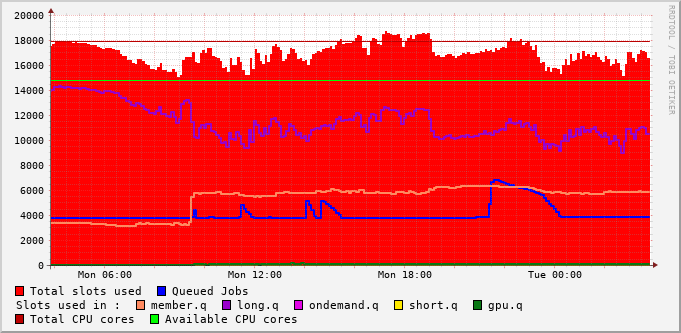 20000
18000
16000
14000
12000
10000
8000
6000
4000
2000
0
Mon 06:00 Mon 12:00 Mon 18:00 Tue 00:00
RRDTOOL / TOBI OETIKER
Total slots used Queued Jobs
Slots used in : member.q long.q ondemand.q short.q gpu.q
Total CPU cores Available CPU cores